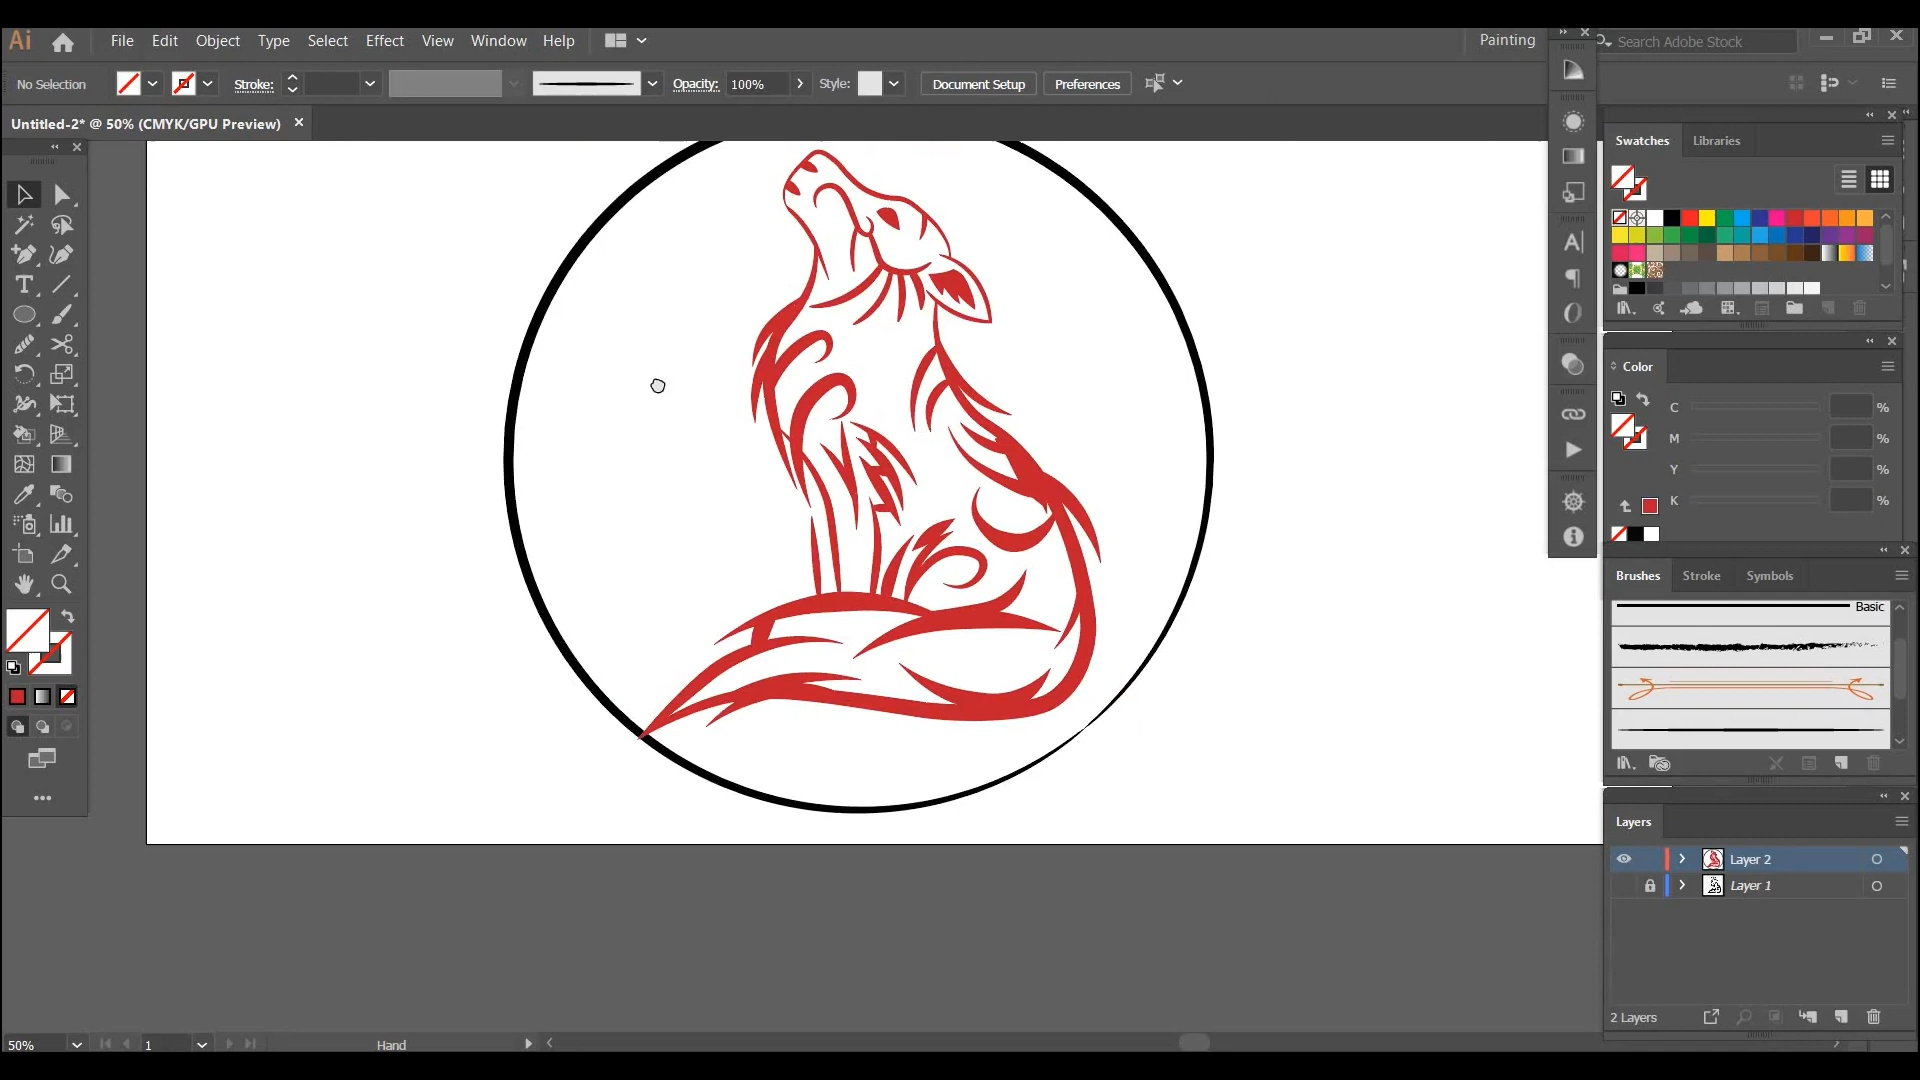 Ai File Edit Object Type Select Effect View Window Help Painting Search Adobe Stock
No Selection Stroke: Opacity: 100% Style: Document Setup Preferences
Untitled-2* @ 50% (CMYK/GPU Preview)
Swatches Libraries
Color
C %
M %
Y %
K %
Brushes Stroke Symbols
Basic
Layers
Layer 2
Layer 1
2 Layers
50% 1 Hand